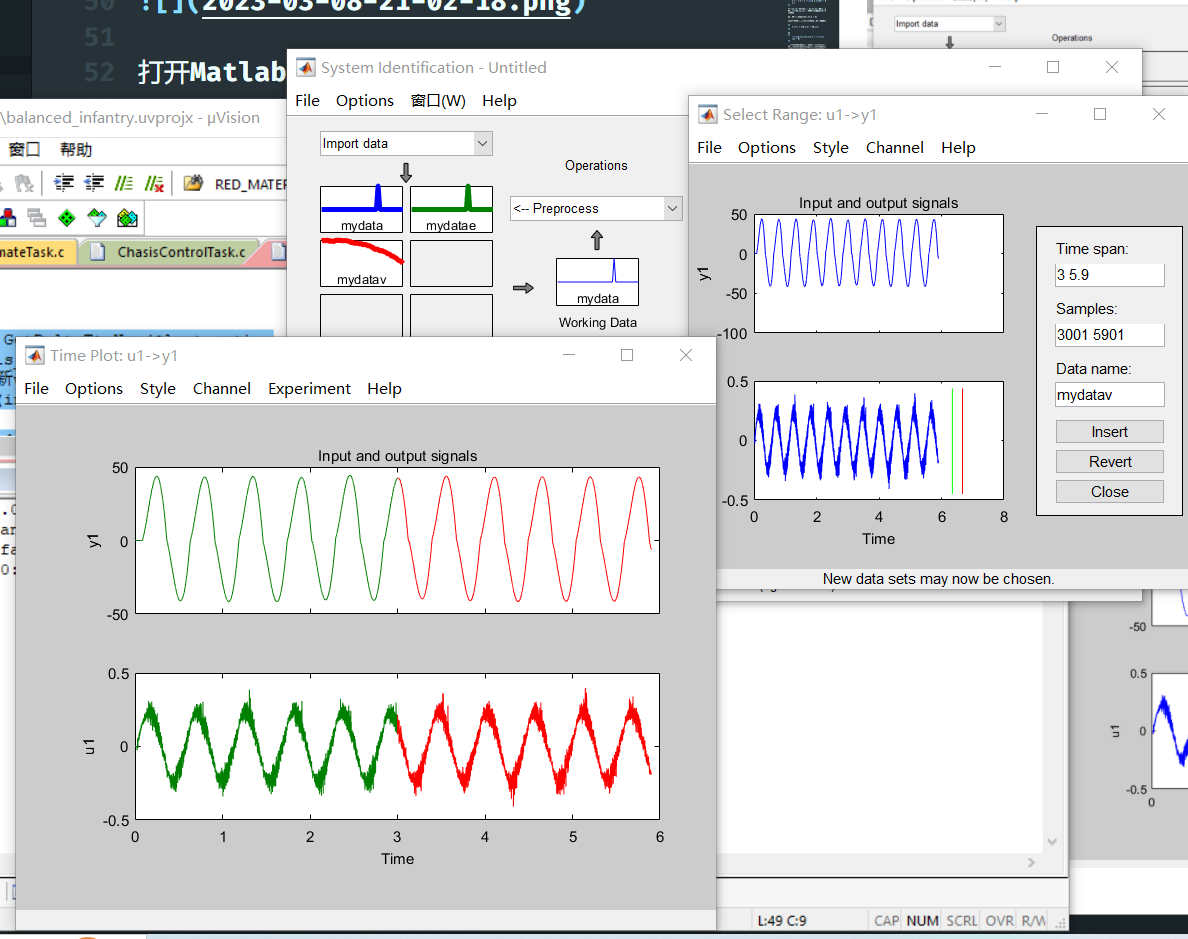 50 ![](2023-03-08-21-02-18.png)
51
52 打开Matlab
Import data
Operations
System Identification - Untitled
File Options 窗口(W) Help
Import data
Operations
mydata
mydatae
<-- Preprocess
mydatav
mydata
Working Data
\balanced_infantry.uvprojx - µVision
窗口 帮助
RED_MATER
mateTask.c
ChasisControlTask.c
Select Range: u1->y1
File Options Style Channel Help
Input and output signals
50
0
-50
-100
y1
0.5
0
-0.5
0 2 4 6 8
Time
Time span:
3 5.9
Samples:
3001 5901
Data name:
mydatav
Insert
Revert
Close
New data sets may now be chosen.
Time Plot: u1->y1
File Options Style Channel Experiment Help
Input and output signals
50
0
-50
y1
0.5
0
-0.5
u1
0 1 2 3 4 5 6
Time
-50
0.5
0
-0.5
u1
0
L:49 C:9
CAP NUM SCRL OVR R/W